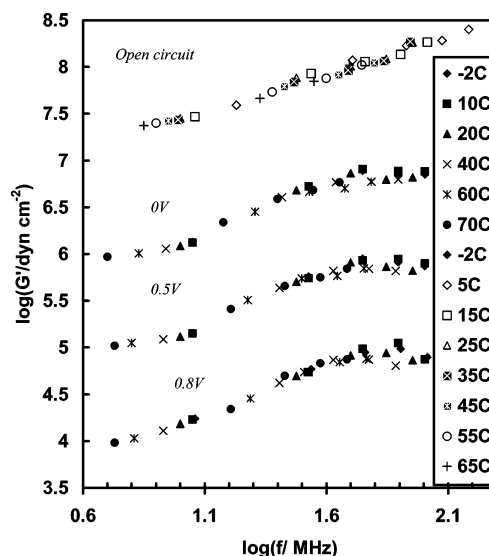 8.5
8
7.5
7
6.5
6
5.5
5
4.5
4
3.5
log(G'/dyn cm-2)
Open circuit
0V
0.5V
0.8V
0.6
1.1
1.6
2.1
log(f/ MHz)
-2C
10C
20C
40C
60C
70C
-2C
5C
15C
25C
35C
45C
55C
65C